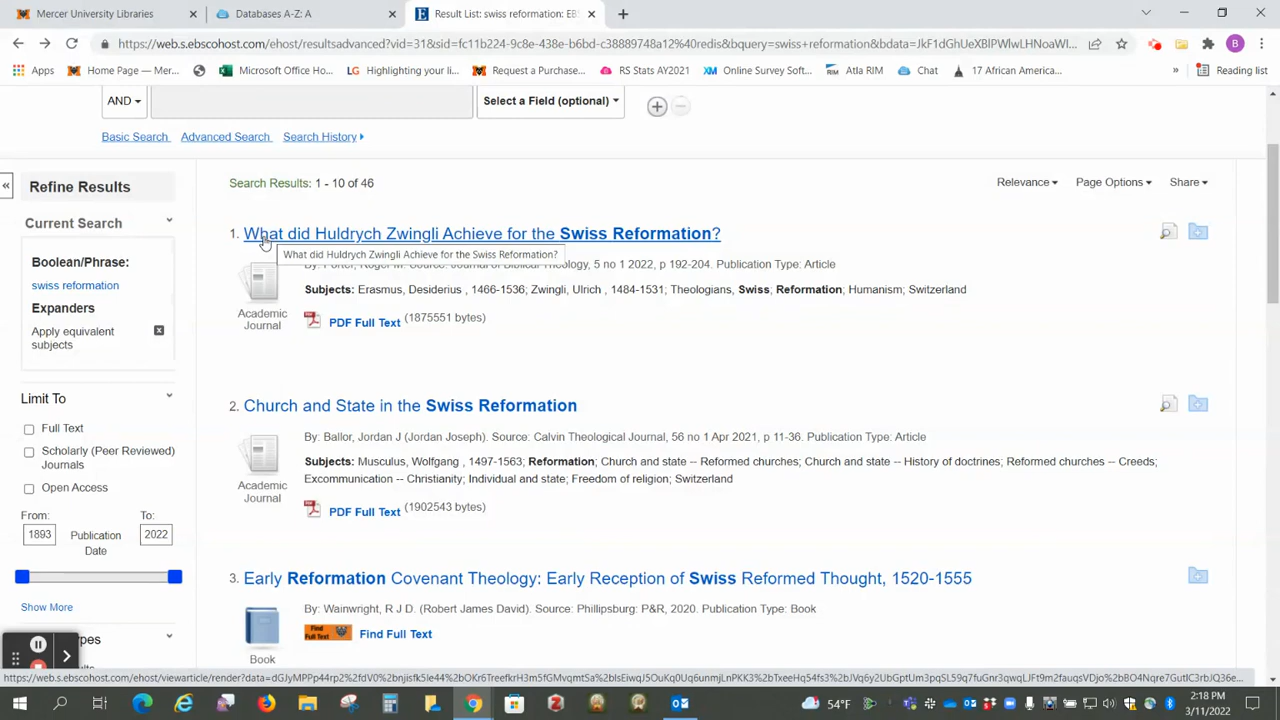 Mercer University Libraries
Databases A-Z: A
Result List: swiss reformation: EBS
https://web.s.ebscohost.com/ehost/resultsadvanced?vid=31&sid=fc11b224-9c8e-438e-b6bd-c38889748a12%40redis&bquery=swiss+reformation&bdata=JkF1dGhUeXBlPWlwLHNoaWI...
B
Apps
Home Page – Mer...
Microsoft Office Ho...
LG Highlighting your li...
Request a Purchase...
RS Stats AY2021
XM Online Survey Soft...
RIM Atla RIM
Chat
17 African America...
»
Reading list
AND
Select a Field (optional)
Basic Search
Advanced Search
Search History
«
Refine Results
Search Results: 1 - 10 of 46
Relevance
Page Options
Share
Current Search
Boolean/Phrase:
swiss reformation
Expanders
Apply equivalent
subjects
x
Limit To
Full Text
Scholarly (Peer Reviewed)
Journals
Open Access
From:
To:
1893
Publication
Date
2022
Show More
1. What did Huldrych Zwingli Achieve for the Swiss Reformation?
What did Huldrych Zwingli Achieve for the Swiss Reformation?
5 no 1 2022, p 192-204. Publication Type: Article
Subjects: Erasmus, Desiderius , 1466-1536; Zwingli, Ulrich , 1484-1531; Theologians, Swiss; Reformation; Humanism; Switzerland
Academic
Journal
PDF Full Text (1875551 bytes)
2. Church and State in the Swiss Reformation
By: Ballor, Jordan J (Jordan Joseph). Source: Calvin Theological Journal, 56 no 1 Apr 2021, p 11-36. Publication Type: Article
Subjects: Musculus, Wolfgang , 1497-1563; Reformation; Church and state -- Reformed churches; Church and state -- History of doctrines; Reformed churches -- Creeds;
Excommunication -- Christianity; Individual and state; Freedom of religion; Switzerland
Academic
Journal
PDF Full Text (1902543 bytes)
3. Early Reformation Covenant Theology: Early Reception of Swiss Reformed Thought, 1520-1555
By: Wainwright, R J D. (Robert James David). Source: Phillipsburg: P&R, 2020. Publication Type: Book
Find
Full Text
Find Full Text
Book
54°F
2:18 PM
3/11/2022